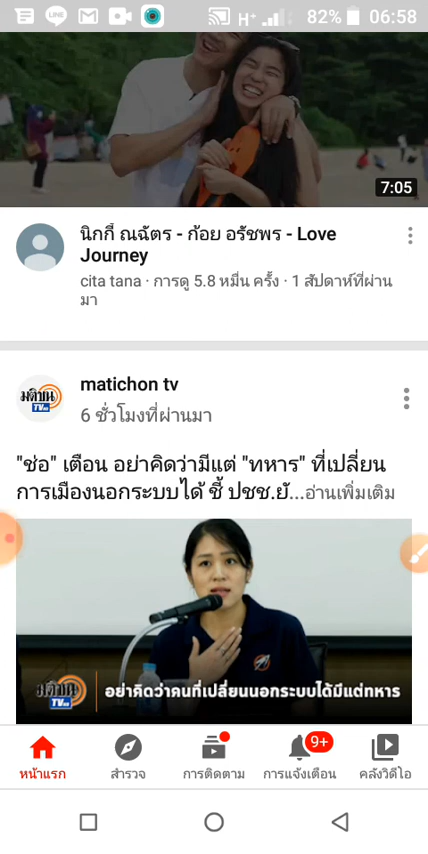 H+ 82% 06:58
7:05
นิกกี้ ณฉัตร - ก้อย อรัชพร - Love
Journey
cita tana · การดู 5.8 หมื่น ครั้ง · 1 สัปดาห์ที่ผ่าน
มา
มติชน
TV
matichon tv
6 ชั่วโมงที่ผ่านมา
"ช่อ" เตือน อย่าคิดว่ามีแต่ "ทหาร" ที่เปลี่ยน
การเมืองนอกระบบได้ ชี้ ปชช.ยั...อ่านเพิ่มเติม
มติชน
TV
อย่าคิดว่าคนที่เปลี่ยนนอกระบบได้มีแต่ทหาร
9+
หน้าแรก สำรวจ การติดตาม การแจ้งเตือน คลังวิดีโอ